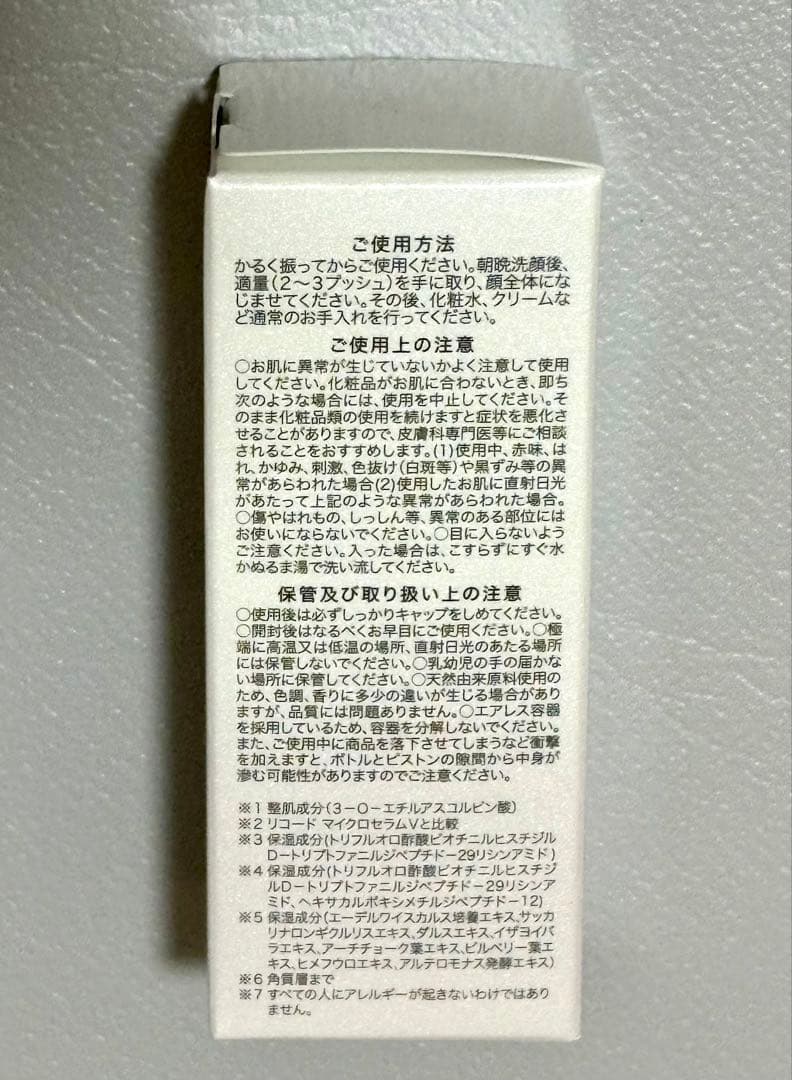 ご使用方法
かるく振ってからご使用ください。朝晩洗顔後、
適量(2〜3プッシュ)を手に取り、顔全体にな
じませてください。その後、化粧水、クリームな
ど通常のお手入れを行ってください。
ご使用上の注意
○お肌に異常が生じていないかよく注意して使用
してください。化粧品がお肌に合わないとき、即ち
次のような場合には、使用を中止してください。そ
のまま化粧品類の使用を続けますと症状を悪化さ
せることがありますので、皮膚科専門医等にご相談
されることをおすすめします。(1)使用中、赤味、は
れ、かゆみ、刺激、色抜け(白斑等)や黒ずみ等の異
常があらわれた場合(2)使用したお肌に直射日光
があたって上記のような異常があらわれた場合。
○傷やはれもの、しっしん等、異常のある部位には
お使いにならないでください。○目に入らないよう
ご注意ください。入った場合は、こすらずにすぐ水
かぬるま湯で洗い流してください。
保管及び取り扱い上の注意
○使用後は必ずしっかりキャップをしめてください。
○開封後はなるべくお早目にご使用ください。○極
端に高温又は低温の場所、直射日光のあたる場所
には保管しないでください。○乳幼児の手の届かな
い場所に保管してください。○天然由来原料使用の
ため、色調、香りに多少の違いが生じる場合があり
ますが、品質には問題ありません。○エアレス容器
を採用しているため、容器を分解しないでください。
また、ご使用中に商品を落下させてしまうなど衝撃
を加えますと、ボトルとピストンの隙間から中身が
滲む可能性がありますのでご注意ください。
※1 整肌成分(3−O−エチルアスコルビン酸)
※2 リコード マイクロセラムVと比較
※3 保湿成分(トリフルオロ酢酸ビオチニルヒスチジル
D−トリプトファニルジペプチド−29リシンアミド)
※4 保湿成分(トリフルオロ酢酸ビオチニルヒスチジ
ルD−トリプトファニルジペプチド−29リシンア
ミド、ヘキサカルボキシメチルジペプチド−12)
※5 保湿成分(エーデルワイスカルス培養エキス、サッカ
リナロンギクルリスエキス、ダルスエキス、イザヨイバ
ラエキス、アーチチョーク葉エキス、ビルベリー葉エ
キス、ヒメフウロエキス、アルテロモナス発酵エキス)
※6 角質層まで
※7 すべての人にアレルギーが起きないわけではあり
ません。